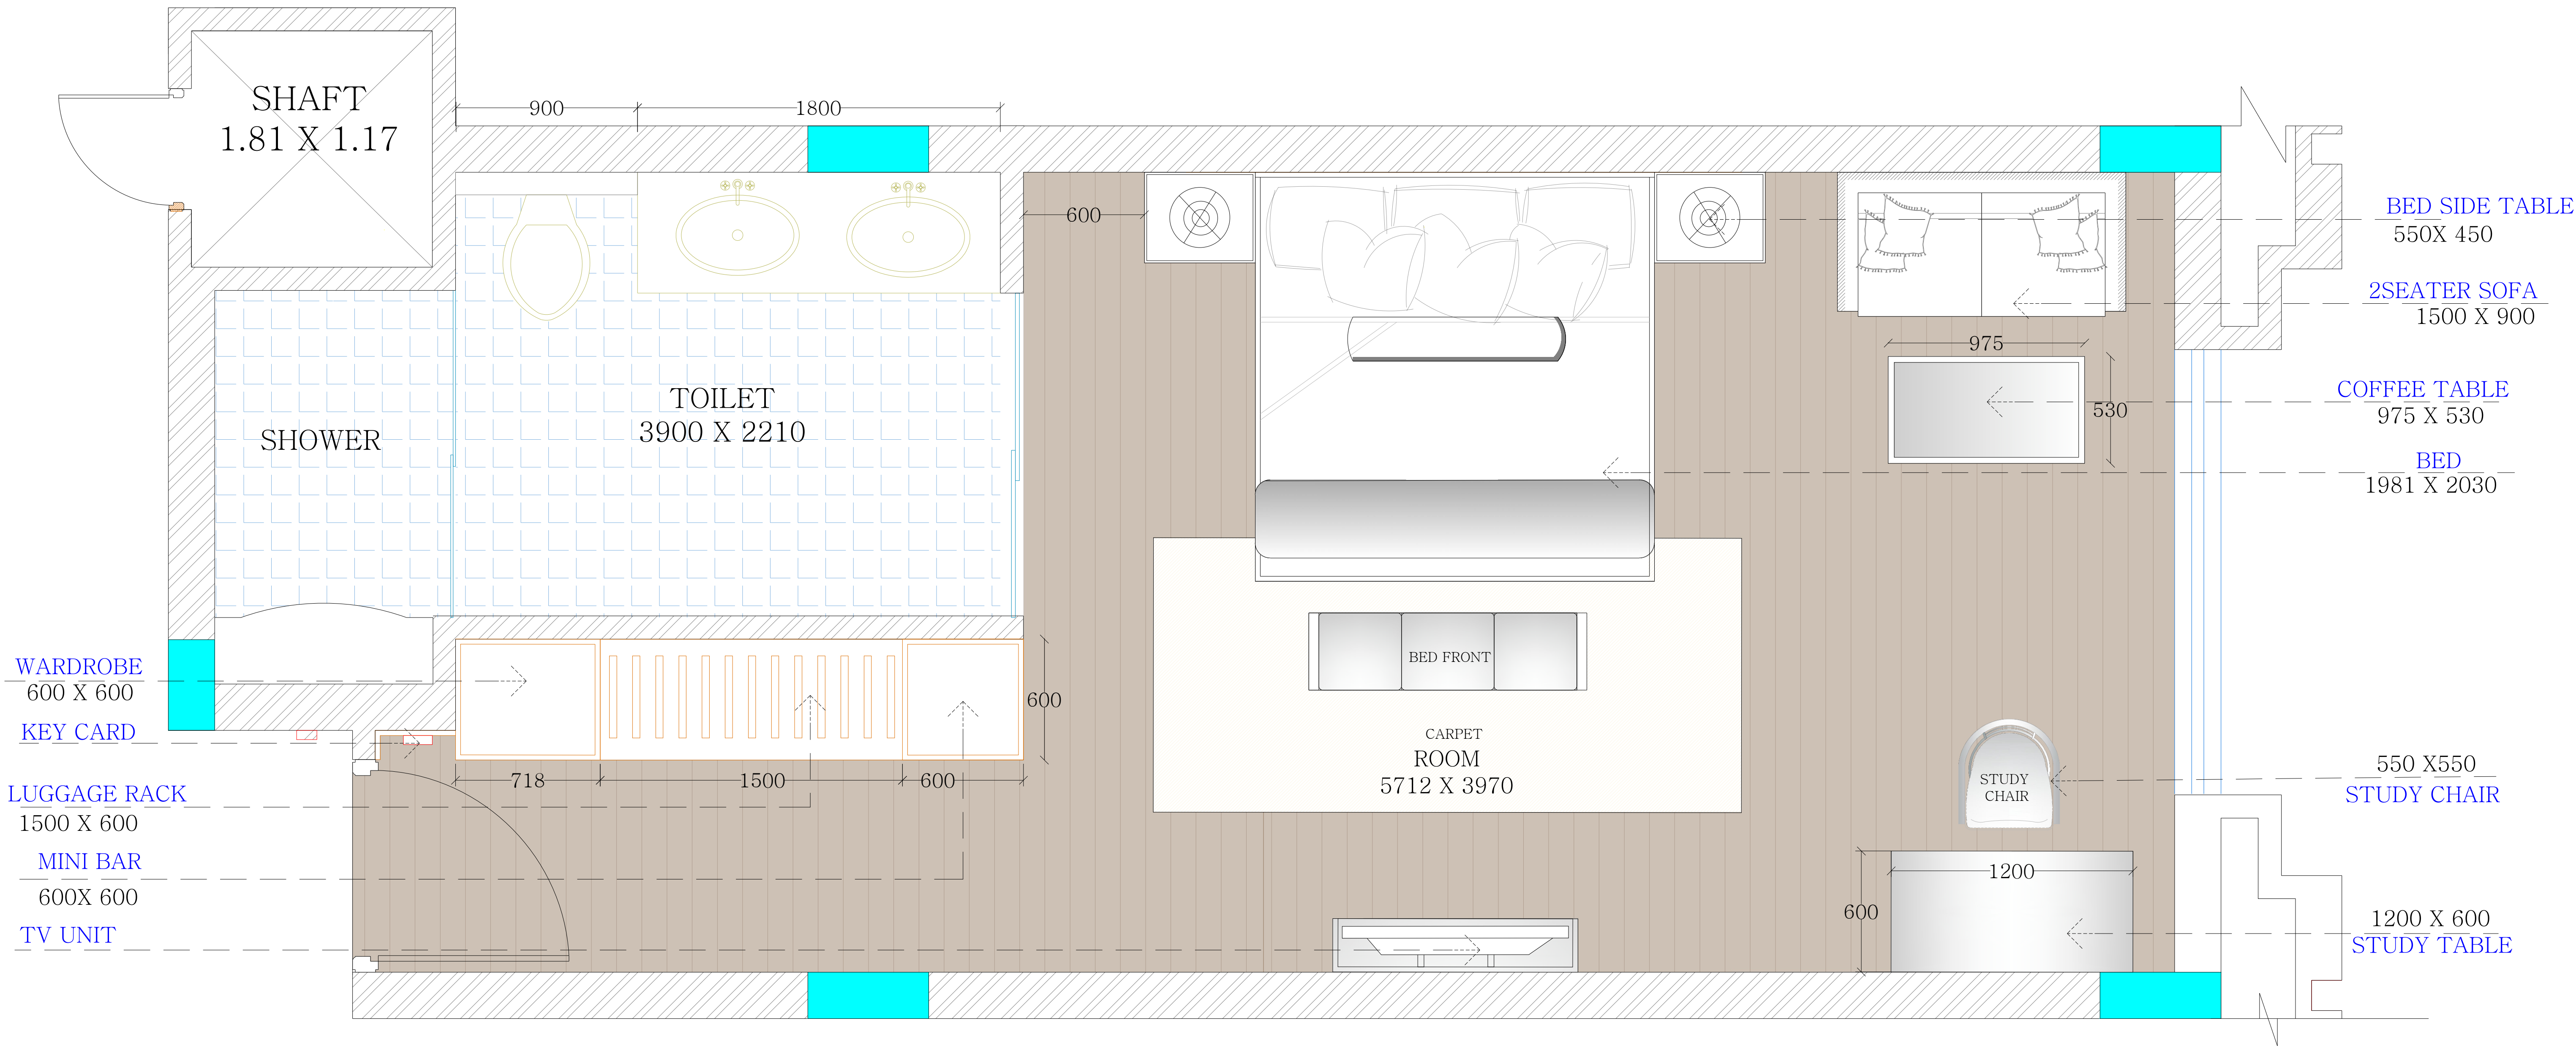 SHAFT
1.81 X 1.17
900
1800
600
BED SIDE TABLE
550X 450
2SEATER SOFA
1500 X 900
975
530
COFFEE TABLE
975 X 530
BED
1981 X 2030
TOILET
3900 X 2210
SHOWER
WARDROBE
600 X 600
KEY CARD
LUGGAGE RACK
1500 X 600
MINI BAR
600X 600
TV UNIT
600
718
1500
600
BED FRONT
CARPET
ROOM
5712 X 3970
STUDY
CHAIR
550 X550
STUDY CHAIR
1200
600
1200 X 600
STUDY TABLE